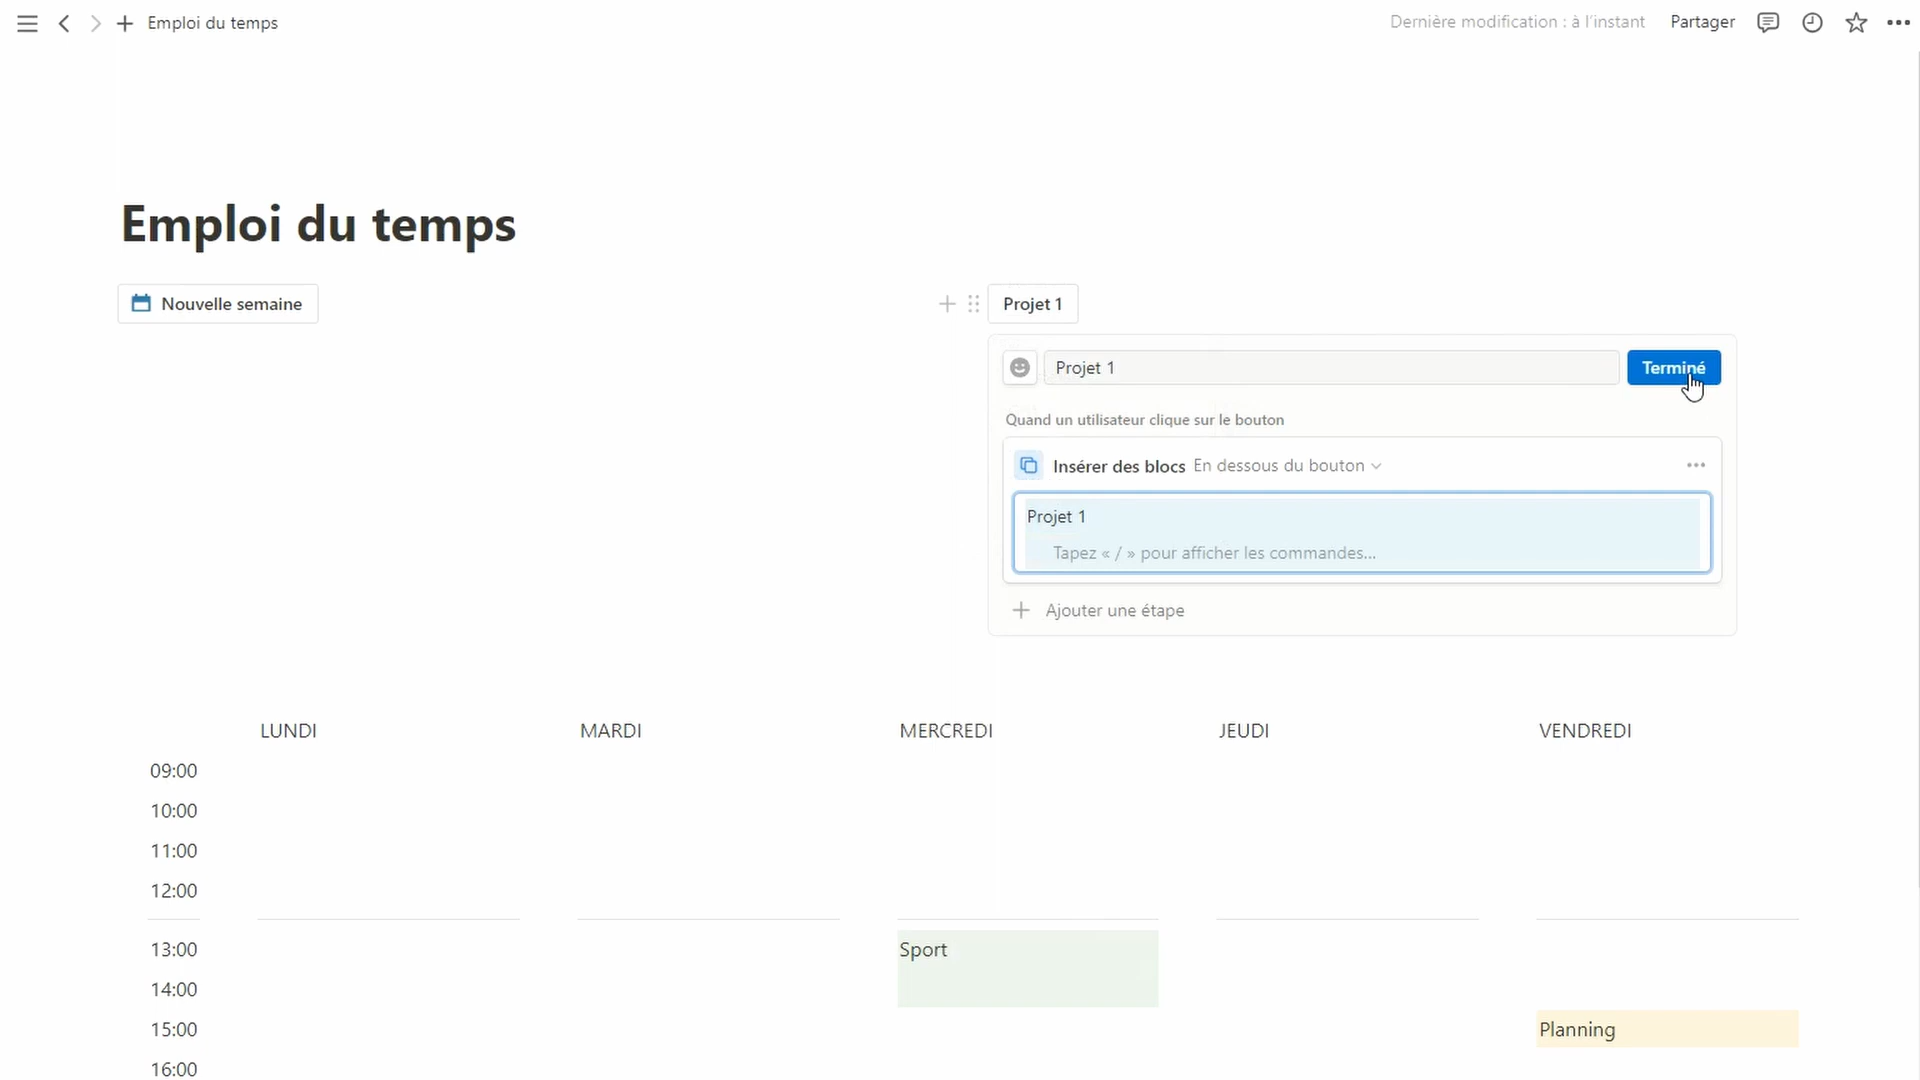 Emploi du temps
Dernière modification : à l'instant
Partager
Emploi du temps
Nouvelle semaine
Projet 1
Projet 1
Terminé
Quand un utilisateur clique sur le bouton
Insérer des blocs En dessous du bouton
Projet 1
Tapez « / » pour afficher les commandes...
Ajouter une étape
LUNDI MARDI MERCREDI JEUDI VENDREDI
09:00
10:00
11:00
12:00
13:00 Sport
14:00
15:00 Planning
16:00